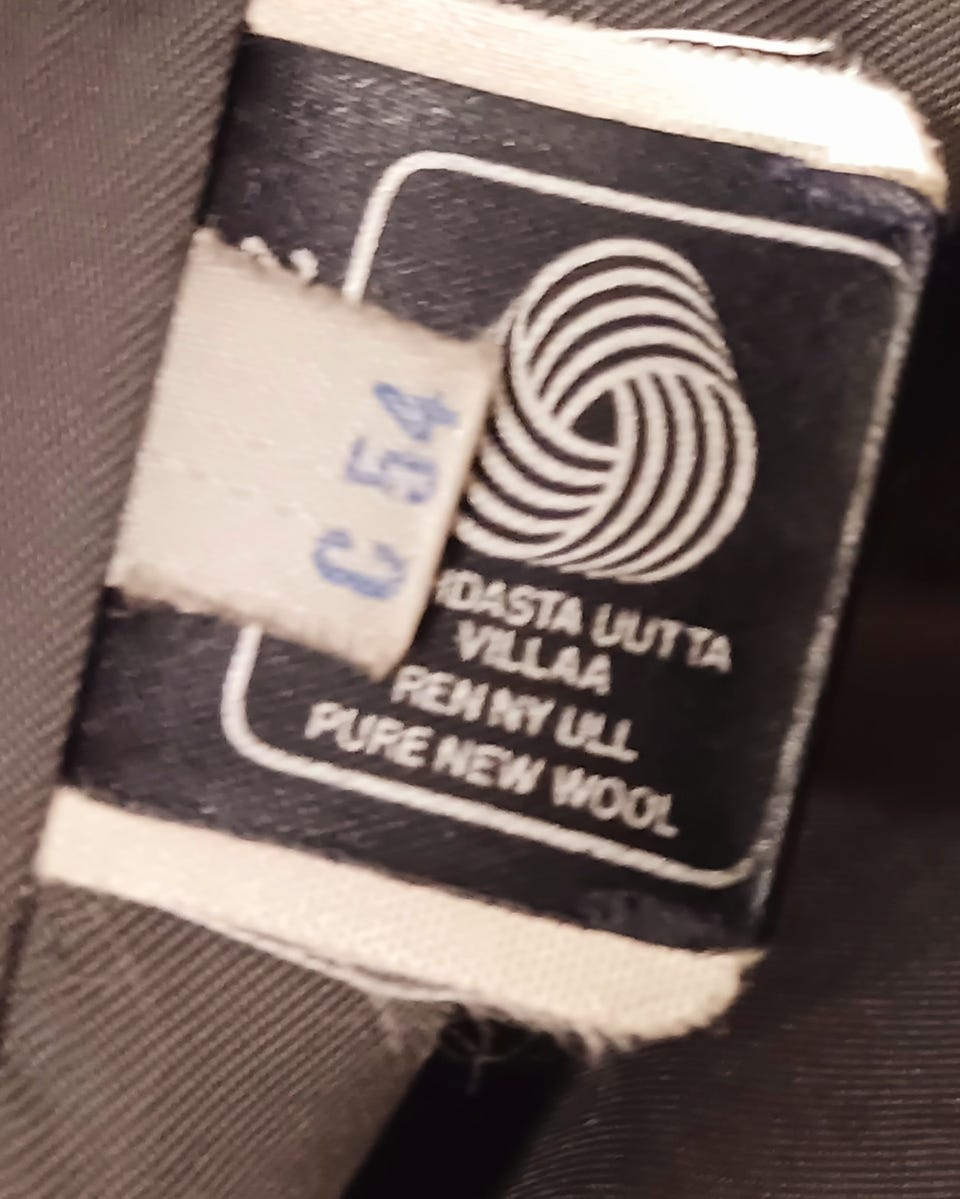 C 54
UUTTA
VILLAA
REN NY ULL
PURE NEW WOOL